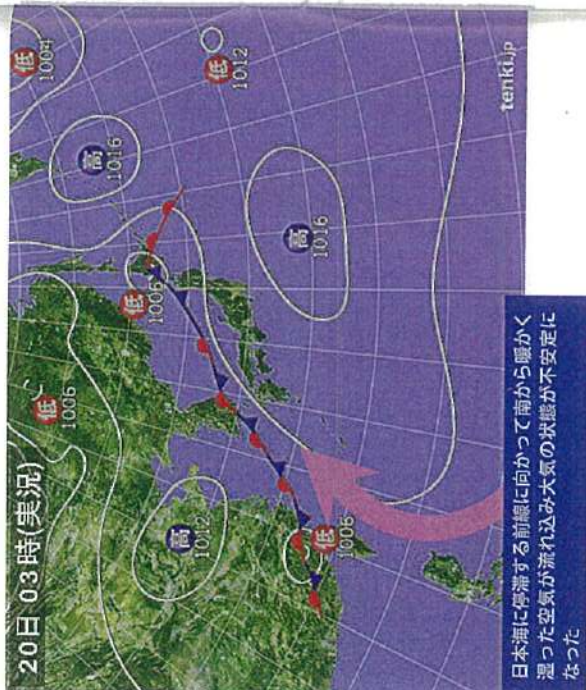 20日 03時(実況)
低
1004
低
1012
高
1016
低
1006
低
1006
高
1016
高
1012
低
1006
tenki.jp
日本海に停滞する前線に向かって南から暖かく
湿った空気が流れ込み大気の状態が不安定に
なった